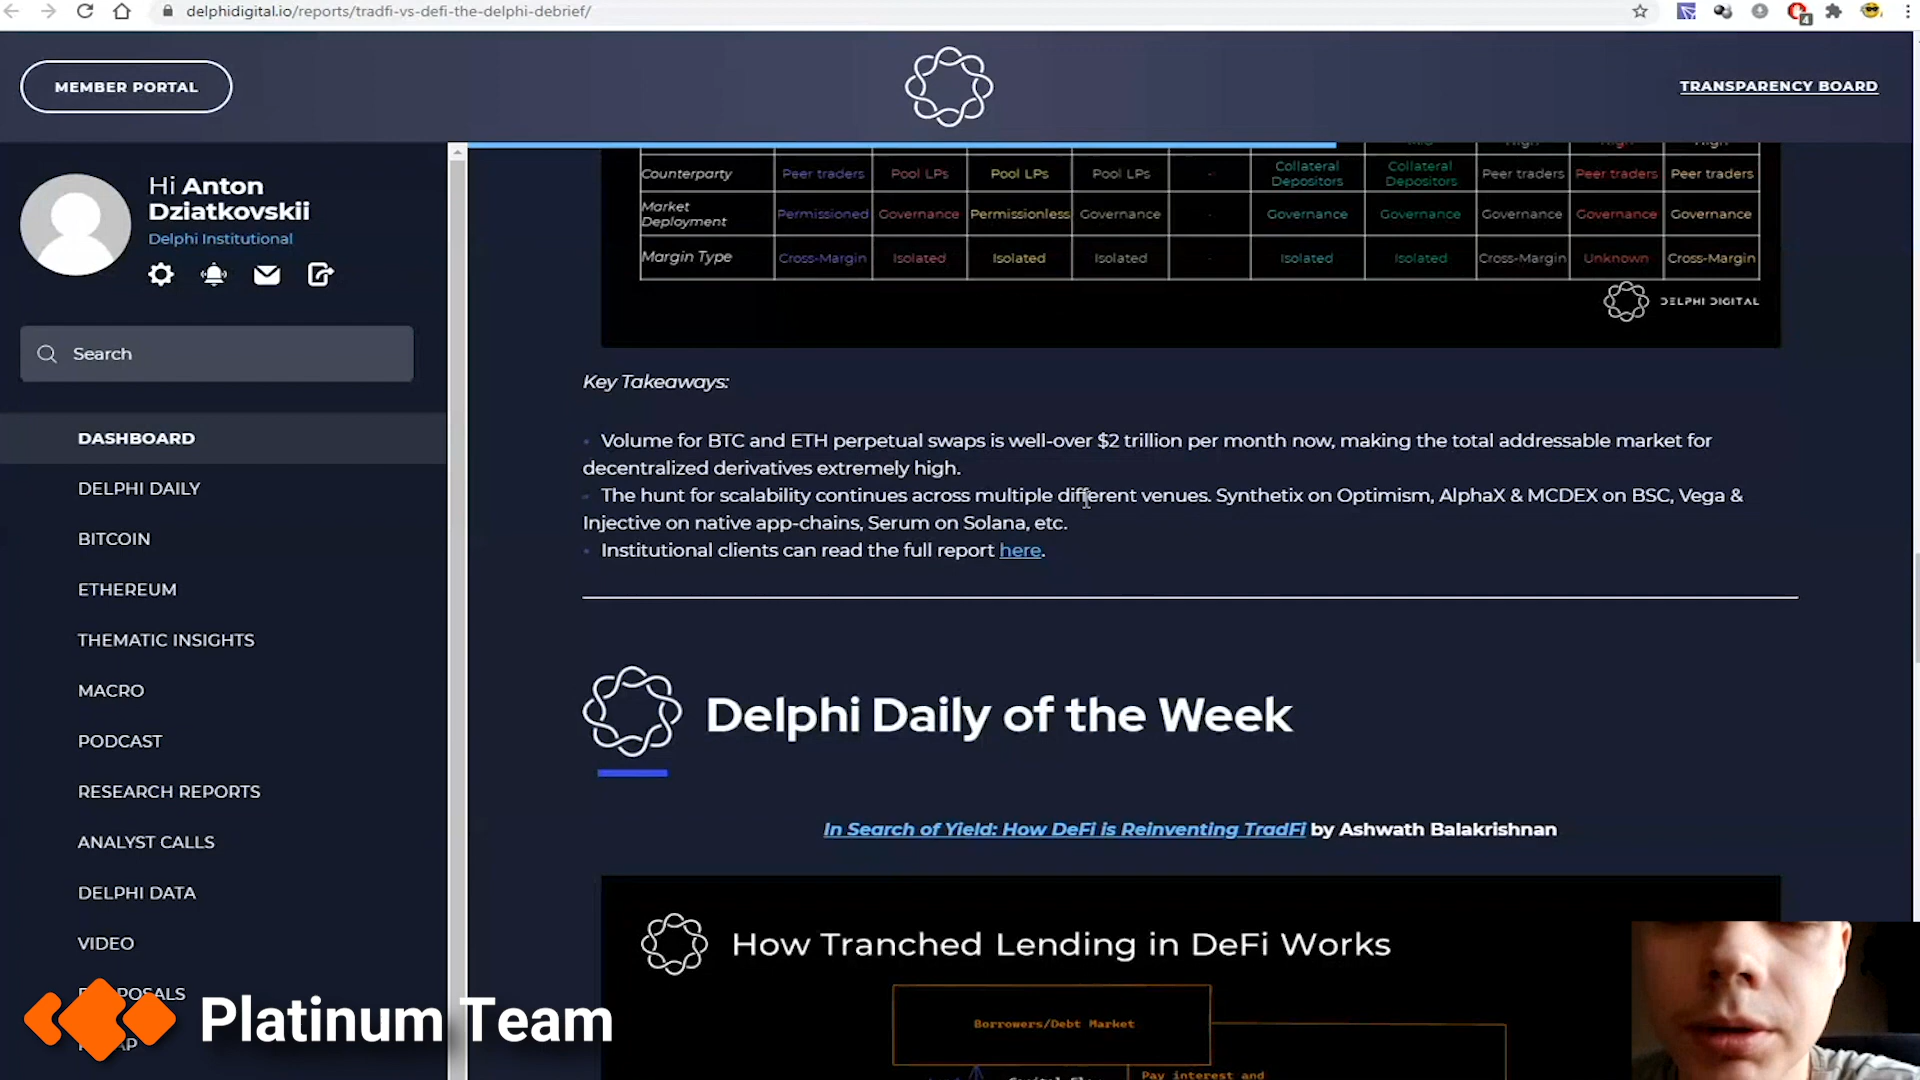 delphidigital.io/reports/tradfi-vs-defi-the-delphi-debrief/
4
MEMBER PORTAL
TRANSPARENCY BOARD
Hi Anton
Dziatkovskii
Delphi Institutional
Search
DASHBOARD
DELPHI DAILY
BITCOIN
ETHEREUM
THEMATIC INSIGHTS
MACRO
PODCAST
RESEARCH REPORTS
ANALYST CALLS
DELPHI DATA
VIDEO
Platinum Team
High High High
Counterparty Peer traders Pool LPs Pool LPs Pool LPs - Collateral Depositors Collateral Depositors Peer traders Peer traders Peer traders
Market Deployment Permissioned Governance Permissionless Governance - Governance Governance Governance Governance Governance
Margin Type Cross-Margin Isolated Isolated Isolated - Isolated Isolated Cross-Margin Unknown Cross-Margin
DELPHI DIGITAL
Key Takeaways:
• Volume for BTC and ETH perpetual swaps is well-over $2 trillion per month now, making the total addressable market for
decentralized derivatives extremely high.
• The hunt for scalability continues across multiple different venues. Synthetix on Optimism, AlphaX & MCDEX on BSC, Vega &
Injective on native app-chains, Serum on Solana, etc.
• Institutional clients can read the full report here.
Delphi Daily of the Week
In Search of Yield: How DeFi is Reinventing TradFi by Ashwath Balakrishnan
How Tranched Lending in DeFi Works
Borrowers/Debt Market
Pay interest and